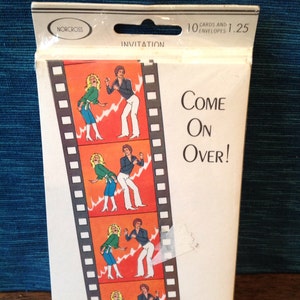 NORCROSS
10 CARDS AND ENVELOPES 1.25
INVITATION
COME
ON
OVER!